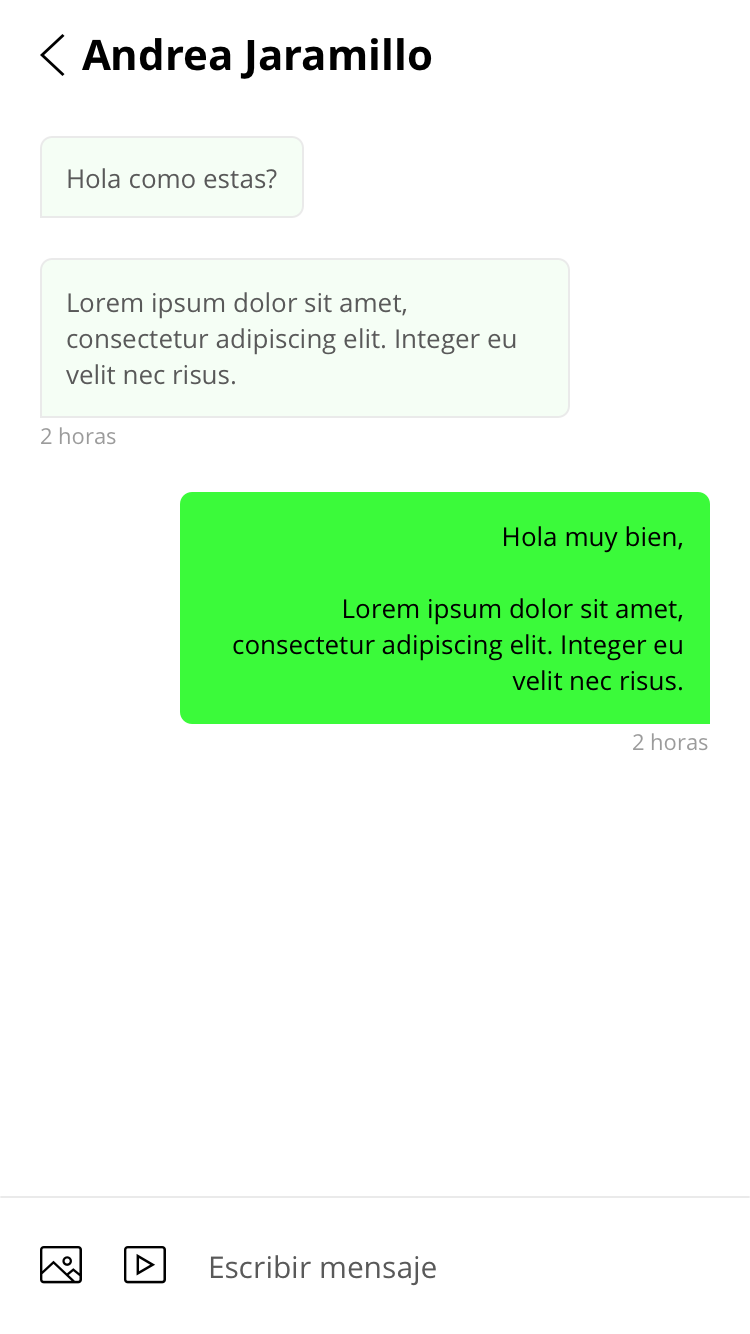 Andrea Jaramillo
Hola como estas?
Lorem ipsum dolor sit amet,
consectetur adipiscing elit. Integer eu
velit nec risus.
2 horas
Hola muy bien,
Lorem ipsum dolor sit amet,
consectetur adipiscing elit. Integer eu
velit nec risus.
2 horas
Escribir mensaje